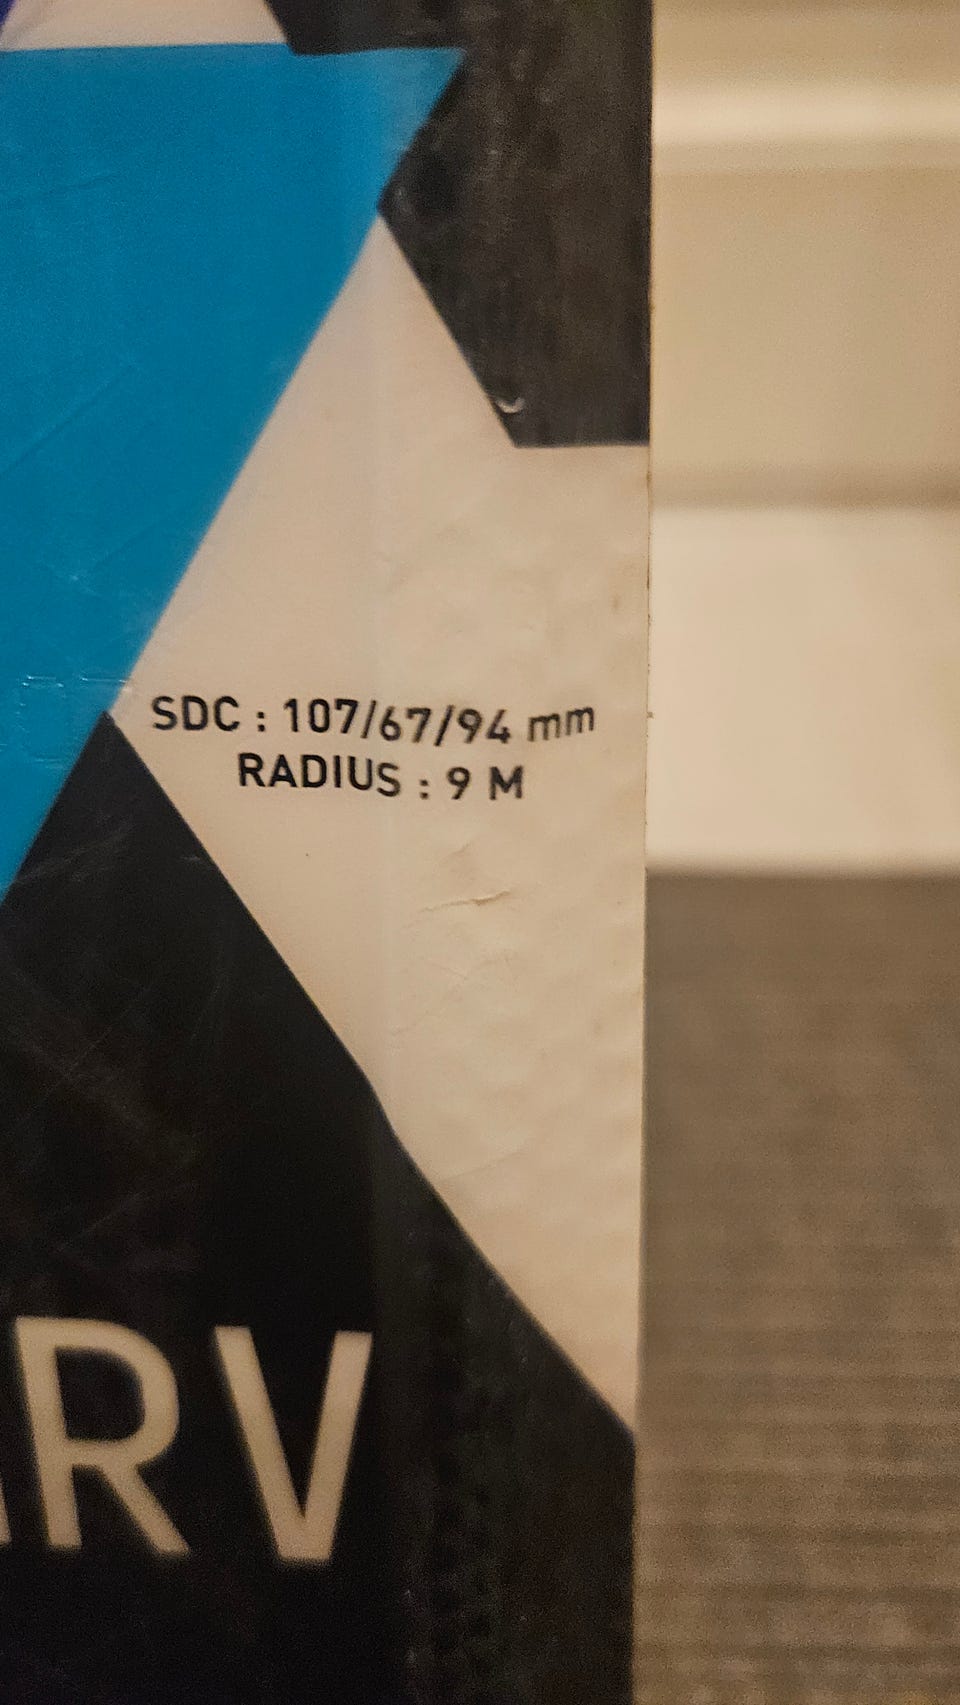 SDC : 107/67/94 mm
RADIUS : 9 M
RV